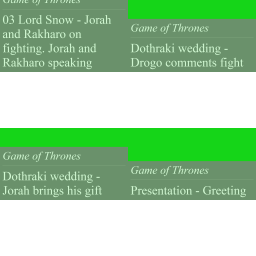 Game of Thrones
03 Lord Snow - Jorah
and Rakharo on
fighting. Jorah and
Rakharo speaking
Game of Thrones
Dothraki wedding -
Drogo comments fight
Game of Thrones
Dothraki wedding -
Jorah brings his gift
Game of Thrones
Presentation - Greeting